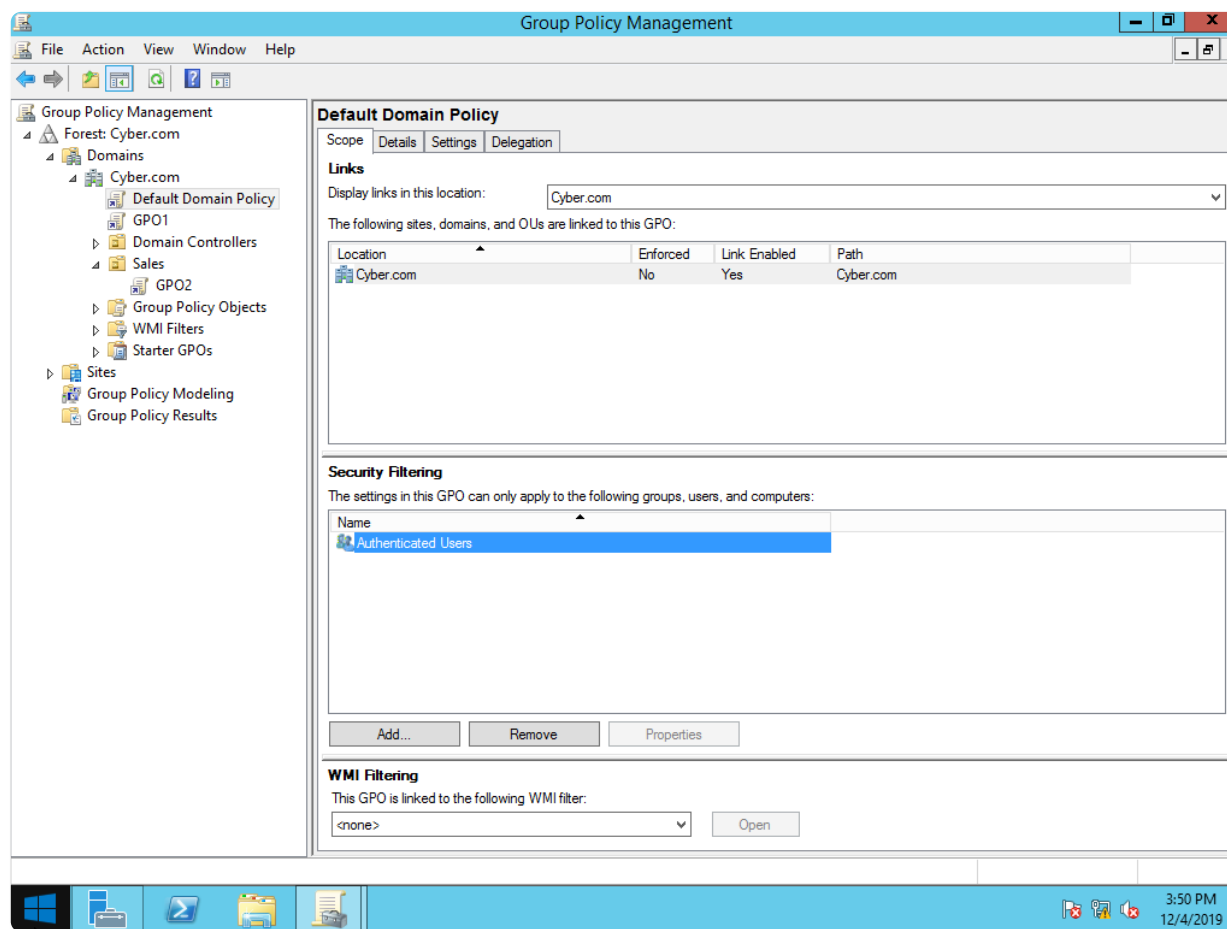 Group Policy Management
File Action View Window Help
Group Policy Management
Forest: Cyber.com
Domains
Cyber.com
Default Domain Policy
GPO1
Domain Controllers
Sales
GPO2
Group Policy Objects
WMI Filters
Starter GPOs
Sites
Group Policy Modeling
Group Policy Results
Default Domain Policy
Scope Details Settings Delegation
Links
Display links in this location: Cyber.com
The following sites, domains, and OUs are linked to this GPO:
Location Enforced Link Enabled Path
Cyber.com No Yes Cyber.com
Security Filtering
The settings in this GPO can only apply to the following groups, users, and computers:
Name
Authenticated Users
Add... Remove Properties
WMI Filtering
This GPO is linked to the following WMI filter:
<none> Open
3:50 PM
12/4/2019